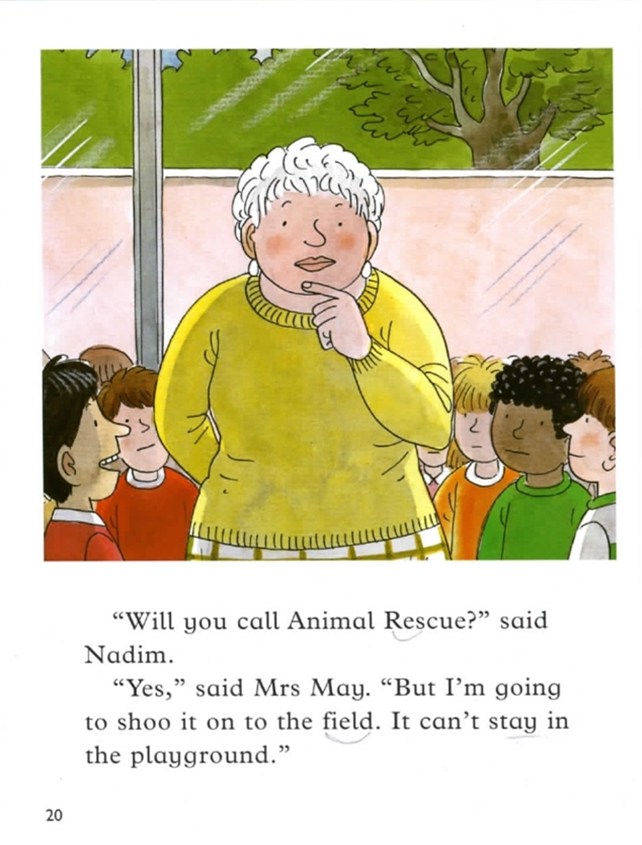 “Will you call Animal Rescue?” said
Nadim.
“Yes,” said Mrs May. “But I’m going
to shoo it on to the field. It can’t stay in
the playground.”
20